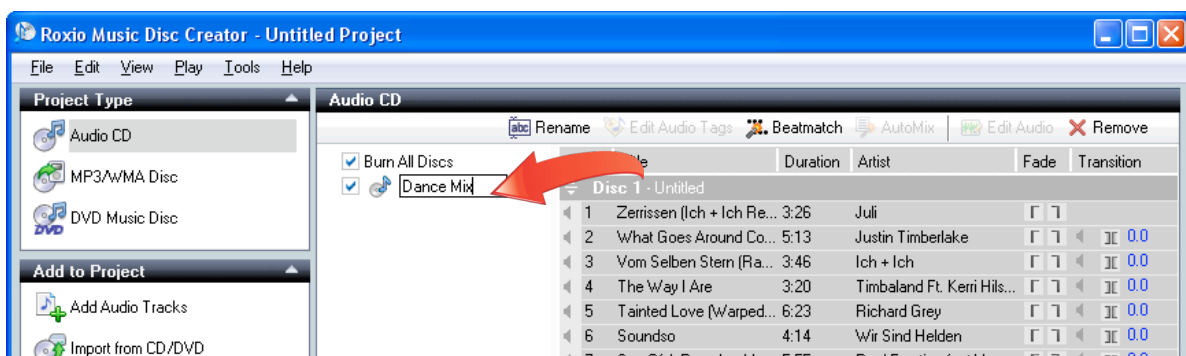 Roxio Music Disc Creator - Untitled Project
File Edit View Play Tools Help
Project Type
Audio CD
MP3/WMA Disc
DVD Music Disc
DVD
Add to Project
Add Audio Tracks
Import from CD/DVD
Audio CD
abc Rename Edit Audio Tags Beatmatch AutoMix Edit Audio Remove
Burn All Discs
Dance Mix
Duration Artist Fade Transition
Disc 1 - Untitled
1 Zerrissen (Ich + Ich Re... 3:26 Juli
2 What Goes Around Co... 5:13 Justin Timberlake 0.0
3 Vom Selben Stern (Ra... 3:46 Ich + Ich 0.0
4 The Way I Are 3:20 Timbaland Ft. Kerri Hils... 0.0
5 Tainted Love (Warped... 6:23 Richard Grey 0.0
6 Soundso 4:14 Wir Sind Helden 0.0